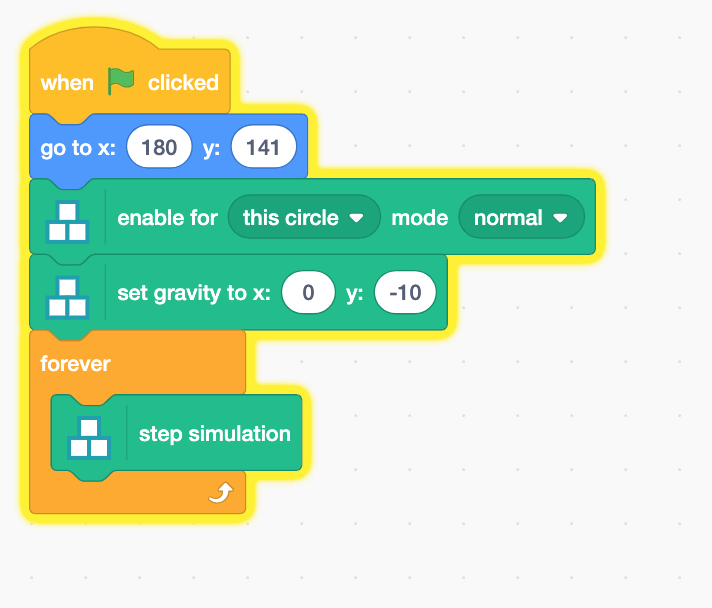 when clicked
go to x: 180 y: 141
enable for this circle mode normal
set gravity to x: 0 y: -10
forever
step simulation